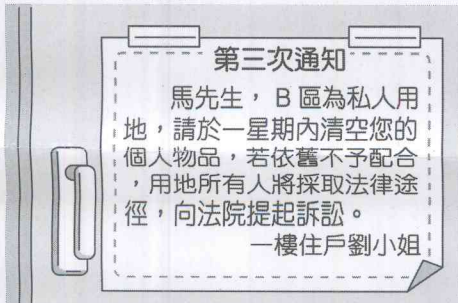 第三次通知
馬先生，B區為私人用
地，請於一星期內清空您的
個人物品，若依舊不予配合
，用地所有人將採取法律途
徑，向法院提起訴訟。
一樓住戶劉小姐